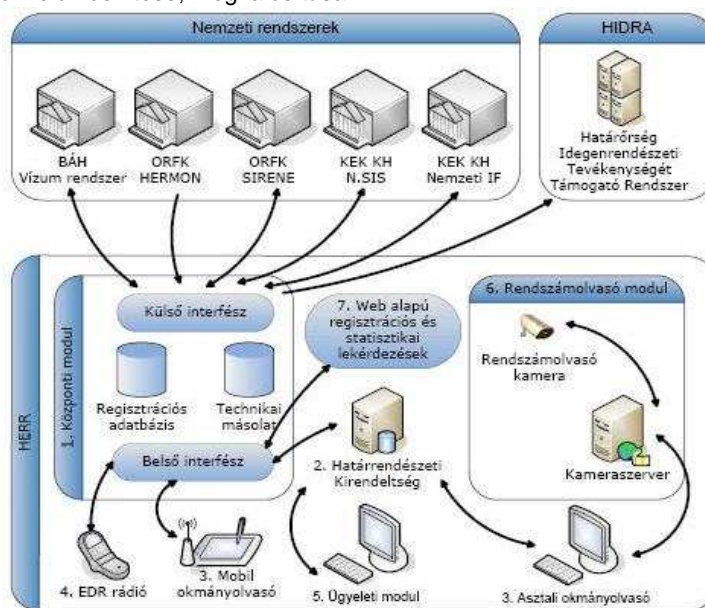 Nemzeti rendszerek
HIDRA
BÁH
Vízum rendszer
ORFK
HERMON
ORFK
SIRENE
KEK KH
N.SIS
KEK KH
Nemzeti IF
Határőrség
Idegenrendészeti
Tevékenységét
Támogató Rendszer
HERR
1. Központi modul
Külső interfész
Regisztrációs
adatbázis
Technikai
másolat
Belső interfész
7. Web alapú
regisztrációs és
statisztikai
lekérdezések
6. Rendszámolvasó modul
Rendszámolvasó
kamera
Kameraszerver
2. Határrendészeti
Kirendeltség
4. EDR rádió
3. Mobil
okmányolvasó
5. Ügyeleti modul
3. Asztali okmányolvasó